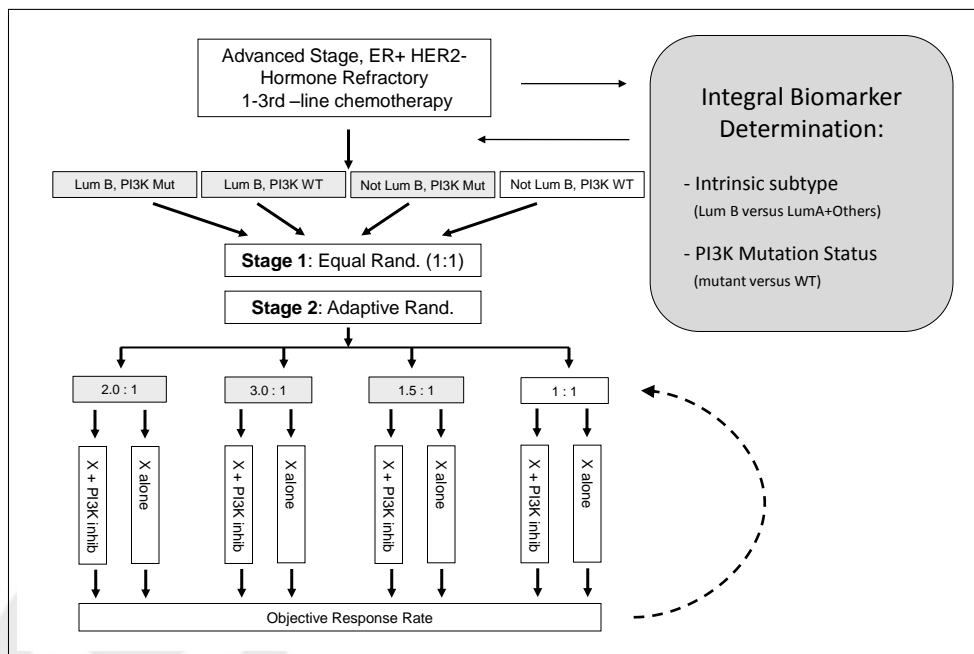 Advanced Stage, ER+ HER2-
Hormone Refractory
1-3rd –line chemotherapy
Integral Biomarker
Determination:
- Intrinsic subtype
(Lum B versus LumA+Others)
- PI3K Mutation Status
(mutant versus WT)
Lum B, PI3K Mut
Lum B, PI3K WT
Not Lum B, PI3K Mut
Not Lum B, PI3K WT
Stage 1: Equal Rand. (1:1)
Stage 2: Adaptive Rand.
2.0 : 1
3.0 : 1
1.5 : 1
1 : 1
X + PI3K inhib
X alone
X + PI3K inhib
X alone
X + PI3K inhib
X alone
X + PI3K inhib
X alone
Objective Response Rate